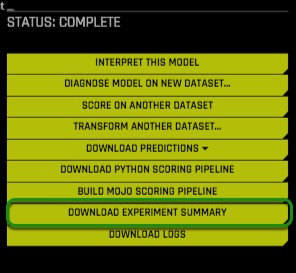 t
STATUS: COMPLETE
INTERPRET THIS MODEL
DIAGNOSE MODEL ON NEW DATASET...
SCORE ON ANOTHER DATASET
TRANSFORM ANOTHER DATASET...
DOWNLOAD PREDICTIONS
DOWNLOAD PYTHON SCORING PIPELINE
BUILD MOJO SCORING PIPELINE
DOWNLOAD EXPERIMENT SUMMARY
DOWNLOAD LOGS